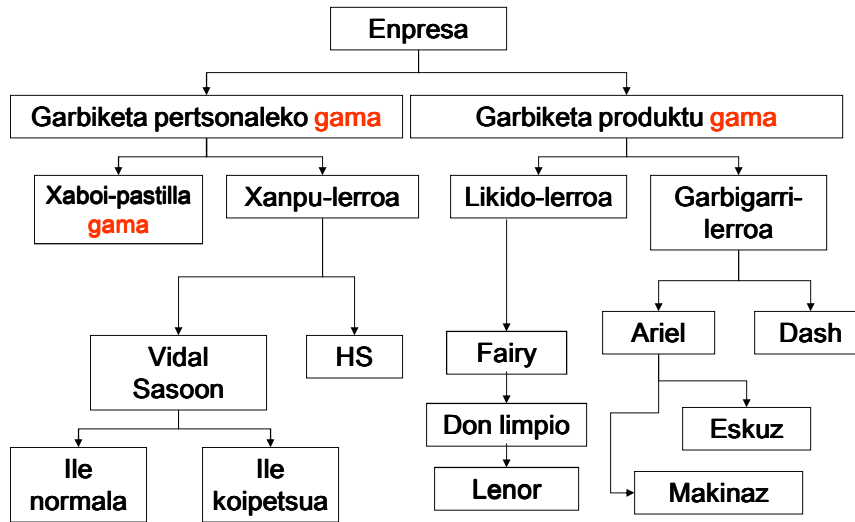 Enpresa
Garbiketa pertsonaleko gama
Garbiketa produktu gama
Xaboi-pastilla
gama
Xanpu-lerroa
Likido-lerroa
Garbigarri-
lerroa
Vidal
Sasoon
HS
Fairy
Ariel
Dash
Don limpio
Eskuz
Ile
normala
Ile
koipetsua
Lenor
Makinaz